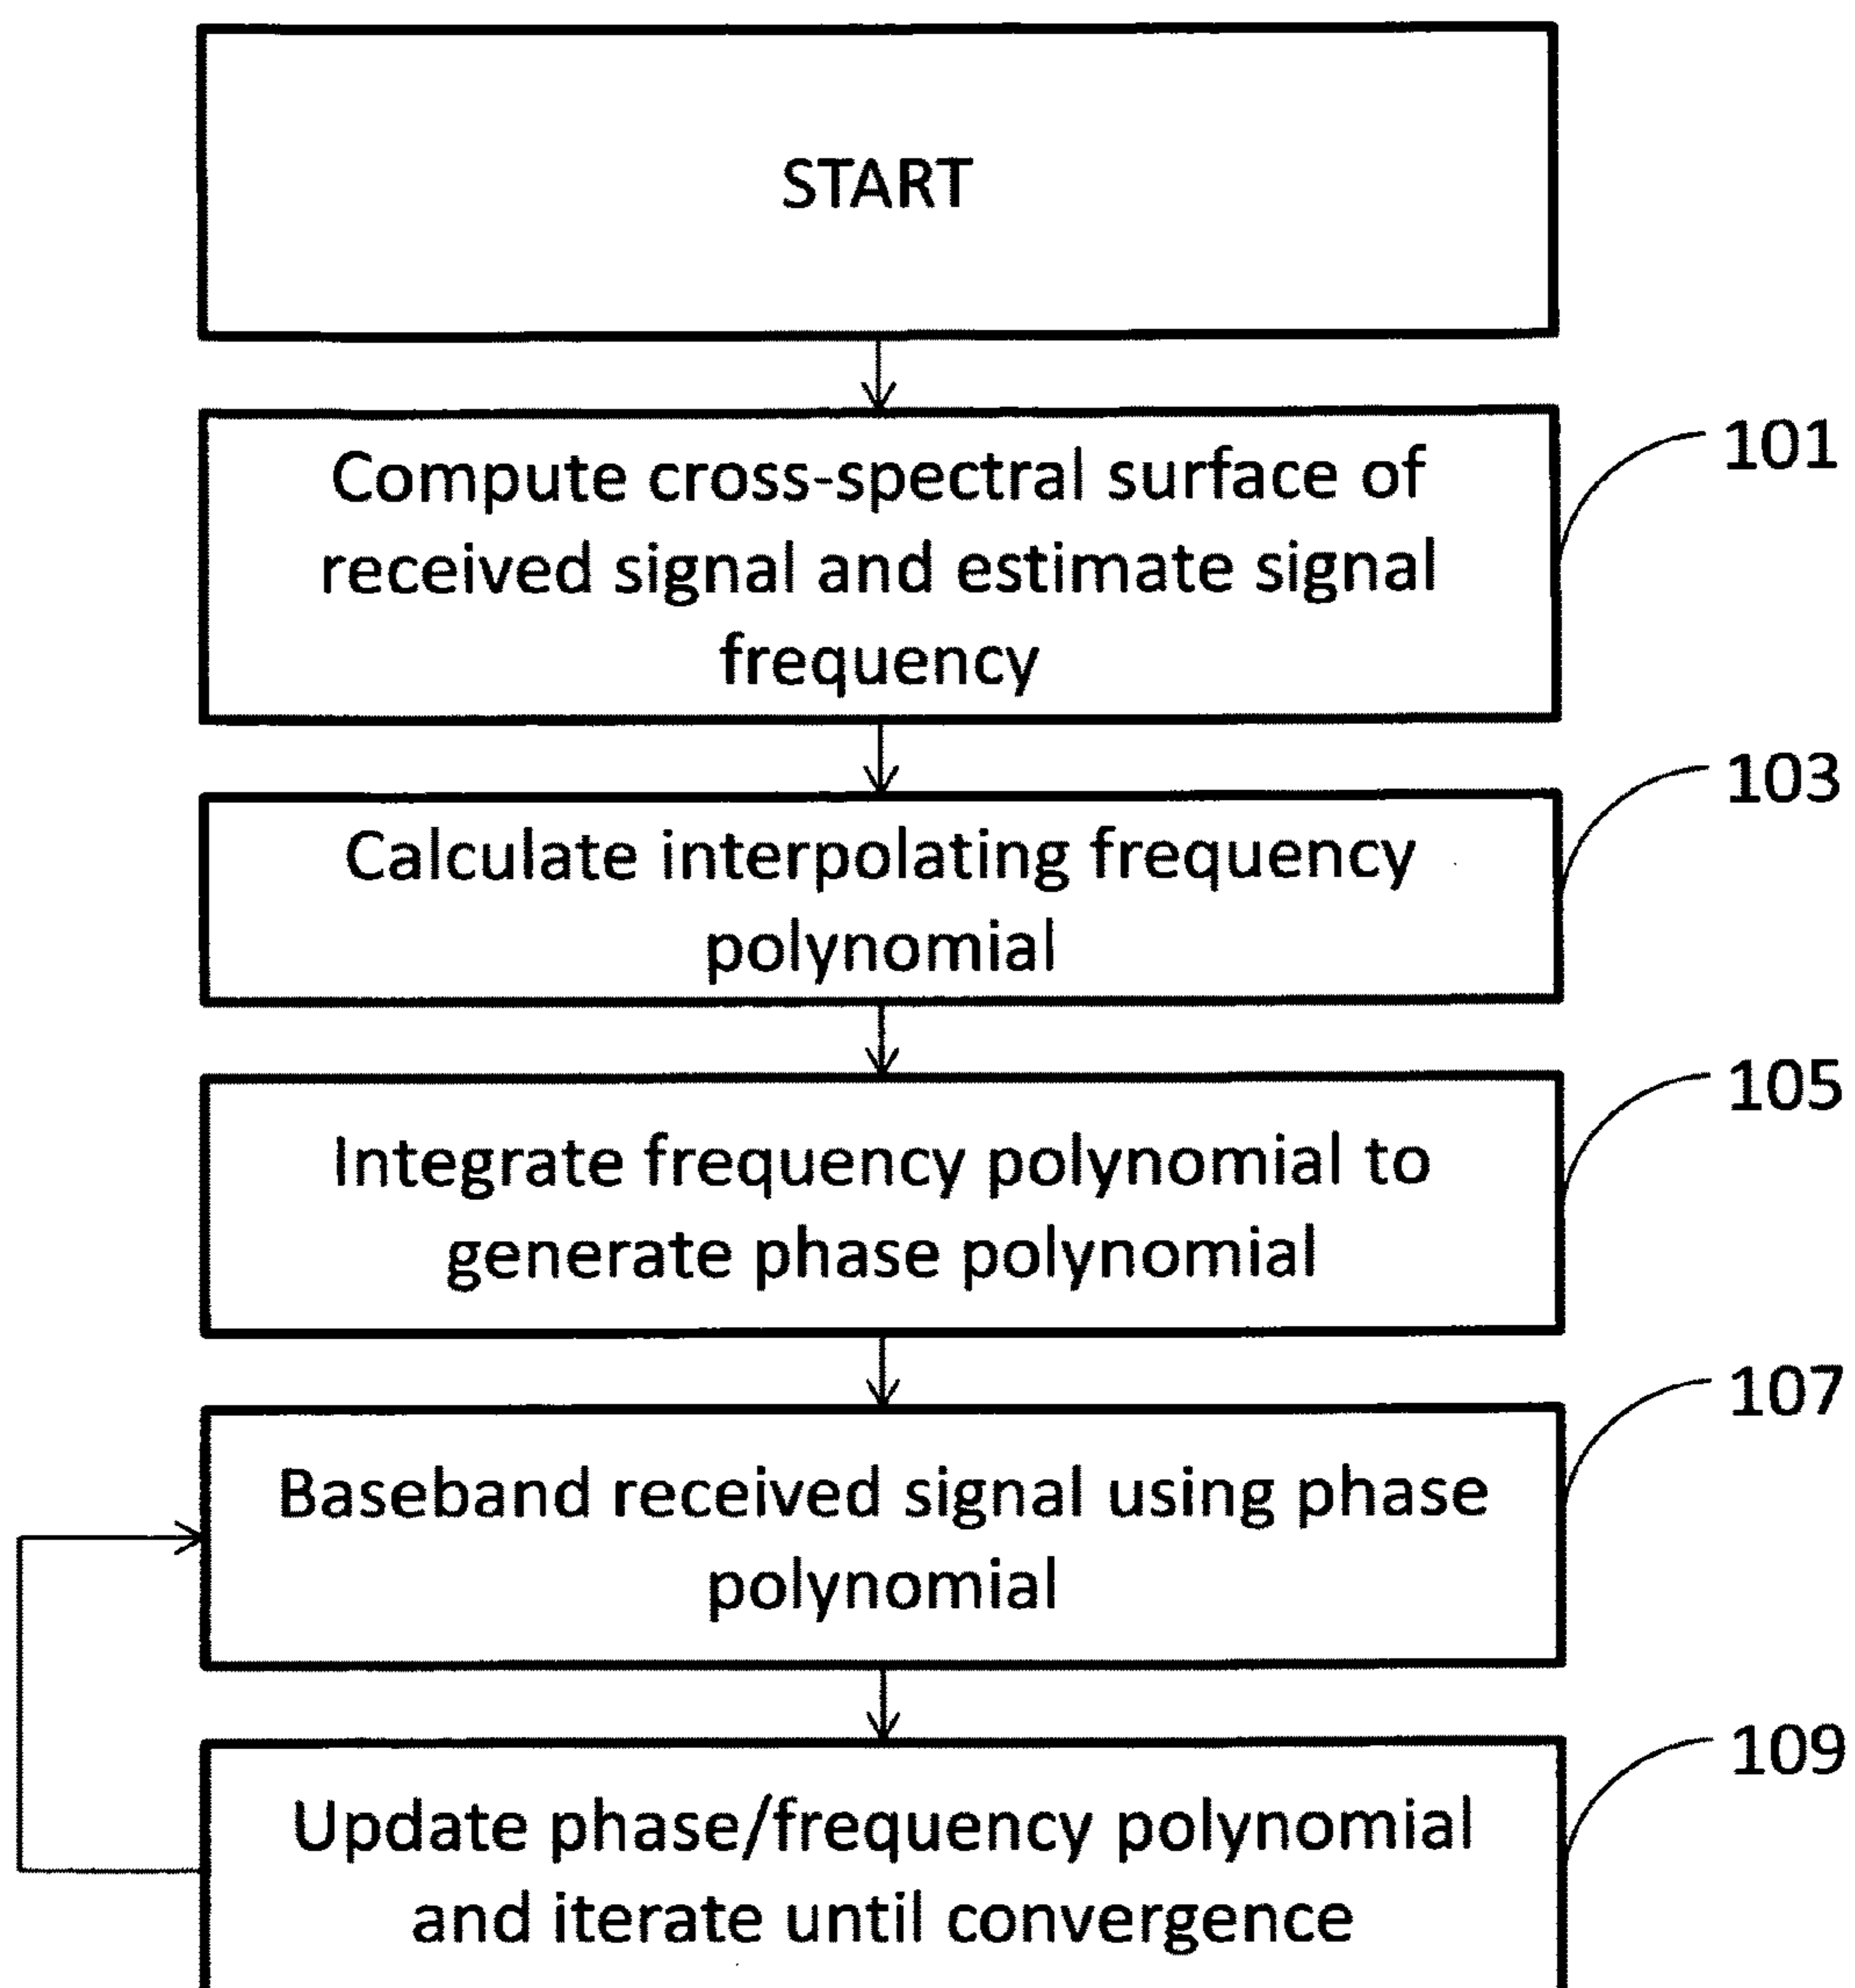 START
Compute cross-spectral surface of
received signal and estimate signal
frequency
101
Calculate interpolating frequency
polynomial
103
Integrate frequency polynomial to
generate phase polynomial
105
Baseband received signal using phase
polynomial
107
Update phase/frequency polynomial
and iterate until convergence
109